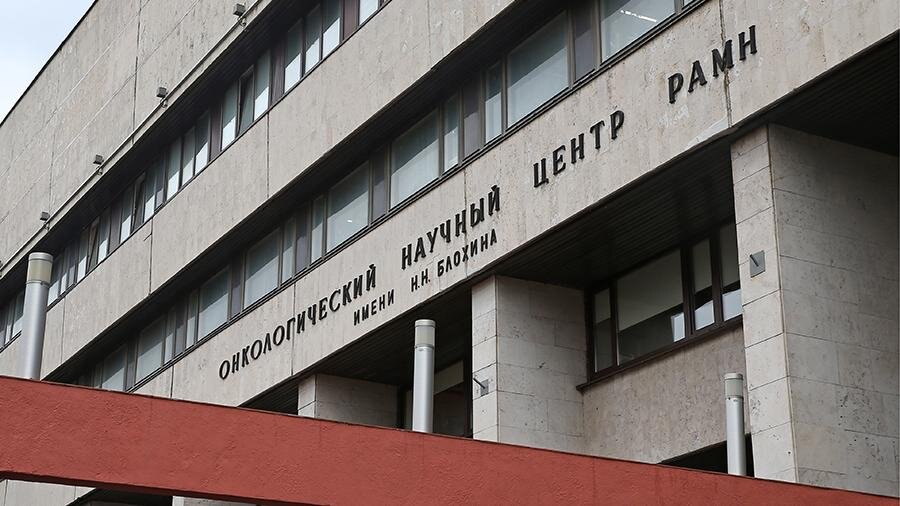 ОНКОЛОГИЧЕСКИЙ НАУЧНЫЙ ЦЕНТР РАМН
ИМЕНИ Н.Н. БЛОХИНА